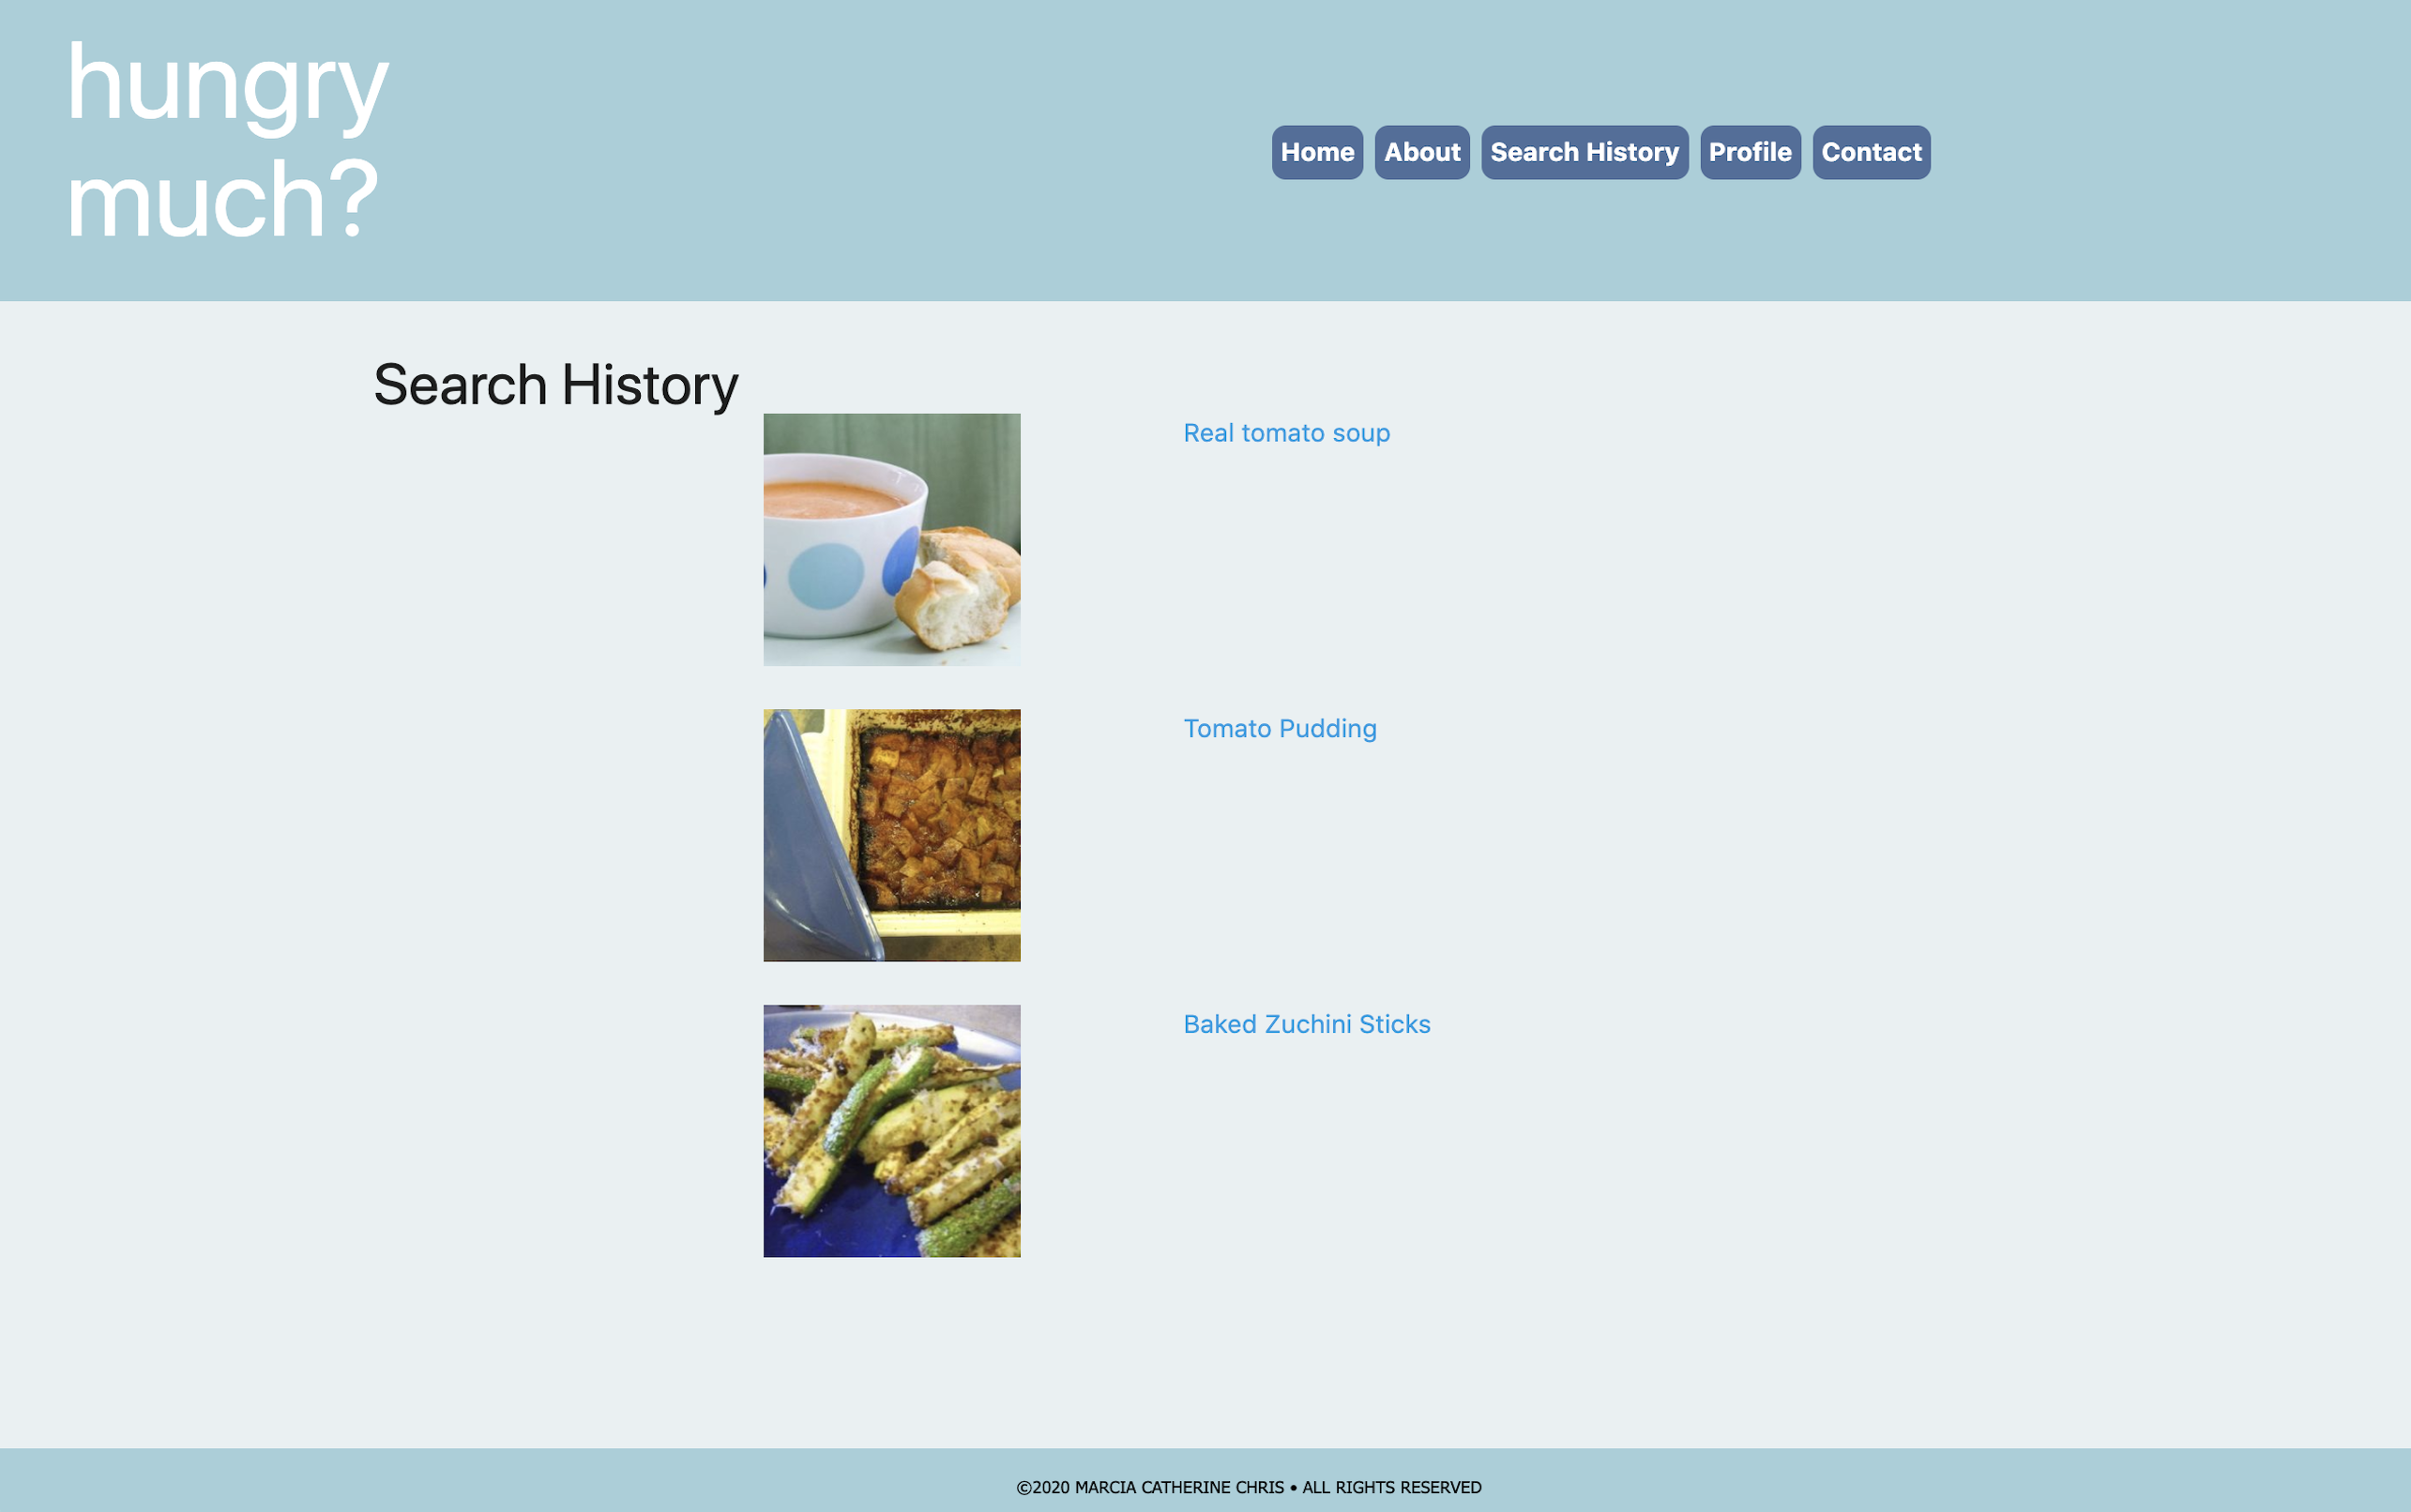 hungry
much?
Home About Search History Profile Contact
Search History
Real tomato soup
Tomato Pudding
Baked Zuchini Sticks
©2020 MARCIA CATHERINE CHRIS • ALL RIGHTS RESERVED